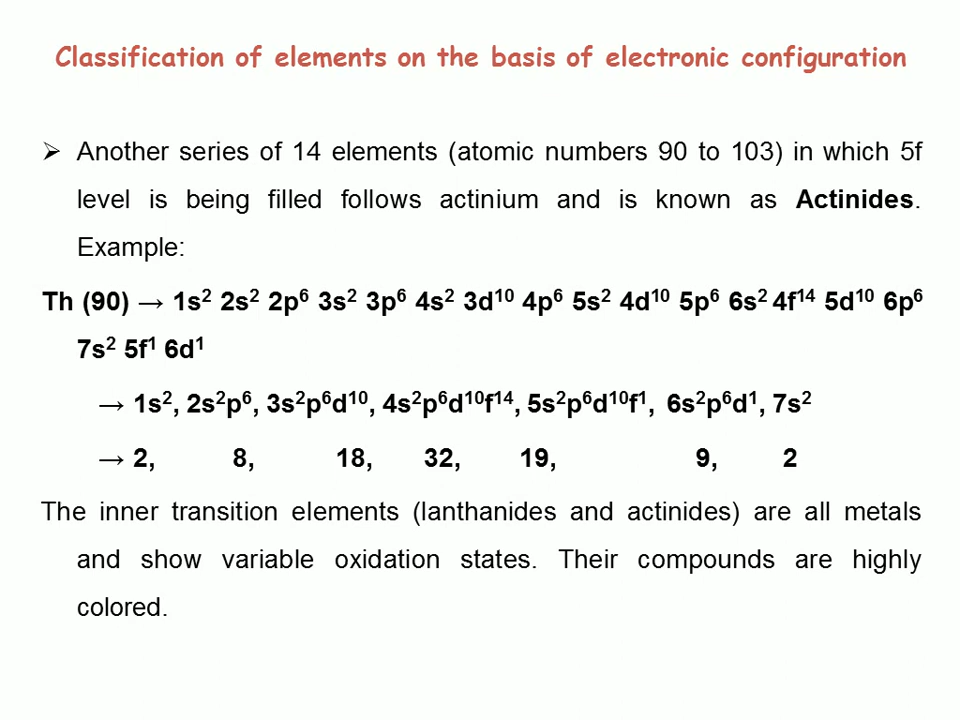 Classification of elements on the basis of electronic configuration
➢ Another series of 14 elements (atomic numbers 90 to 103) in which 5f
level is being filled follows actinium and is known as Actinides.
Example:
Th (90) → 1s² 2s² 2p⁶ 3s² 3p⁶ 4s² 3d¹⁰ 4p⁶ 5s² 4d¹⁰ 5p⁶ 6s² 4f¹⁴ 5d¹⁰ 6p⁶
7s² 5f¹ 6d¹
→ 1s², 2s²p⁶, 3s²p⁶d¹⁰, 4s²p⁶d¹⁰f¹⁴, 5s²p⁶d¹⁰f¹, 6s²p⁶d¹, 7s²
→ 2, 8, 18, 32, 19, 9, 2
The inner transition elements (lanthanides and actinides) are all metals
and show variable oxidation states. Their compounds are highly
colored.